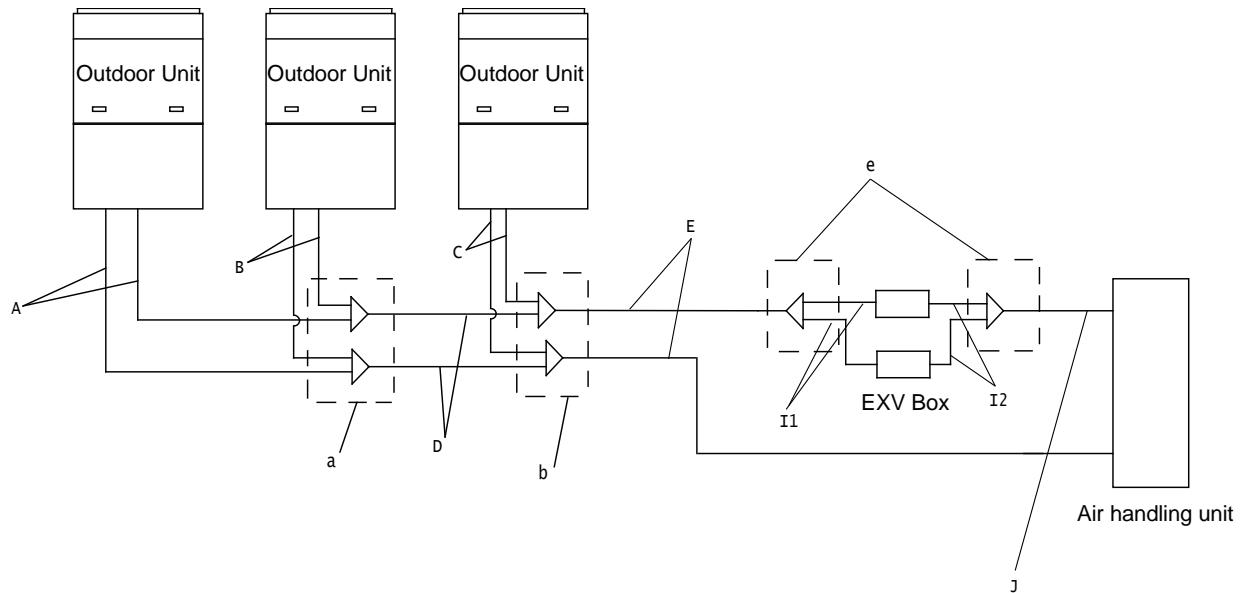 Outdoor Unit
Outdoor Unit
Outdoor Unit
e
E
C
B
A
EXV Box
I2
I1
D
a
b
Air handling unit
J